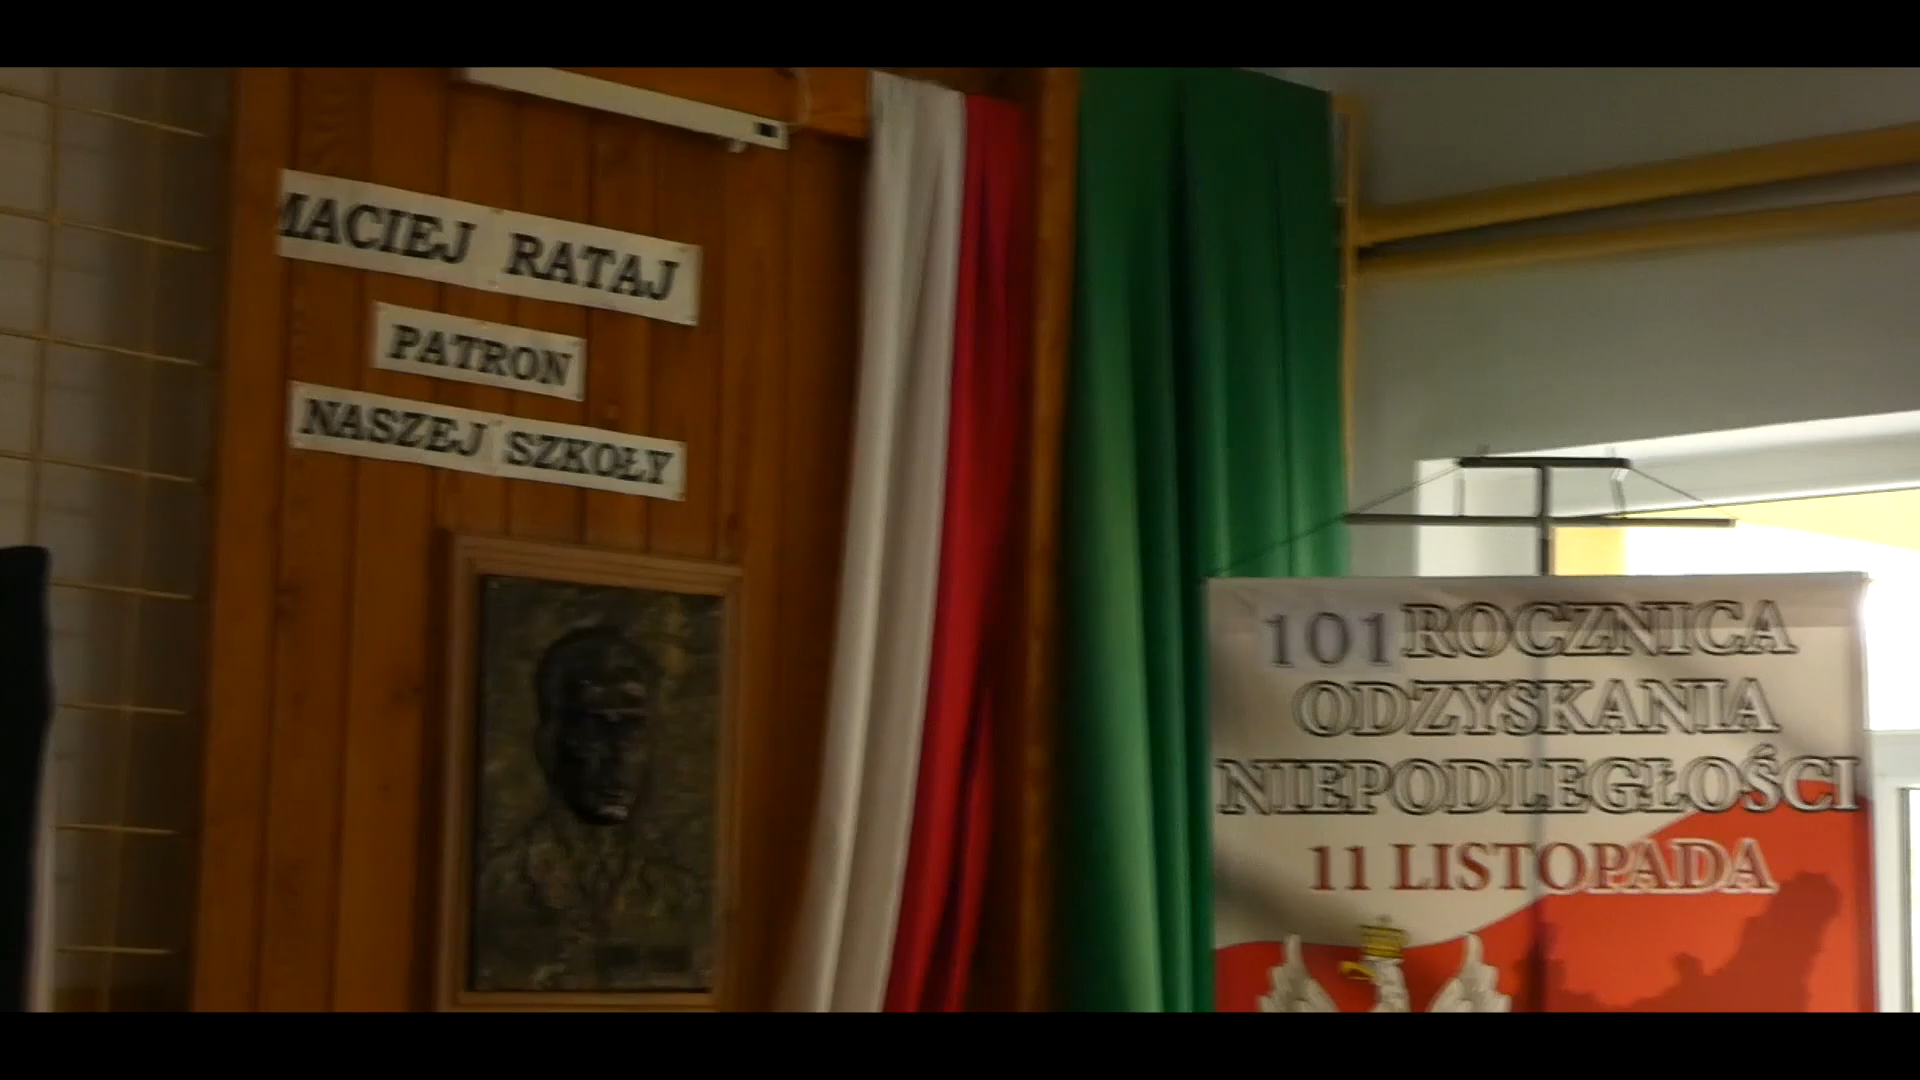 MACIEJ RATAJ
PATRON
NASZEJ SZKOŁY
101 ROCZNICA
ODZYSKANIA
NIEPODLEGŁOŚCI
11 LISTOPADA